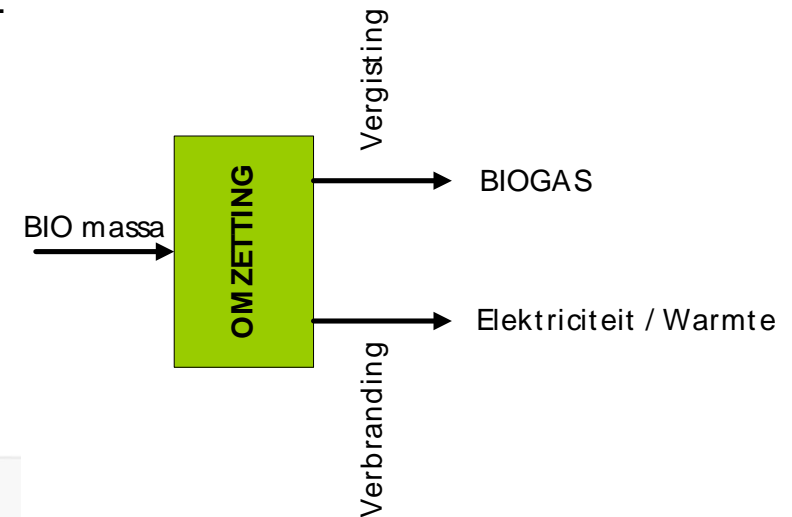 Vergisting
BIOGAS
BIO massa
OMZETTING
Elektriciteit / Warmte
Verbranding